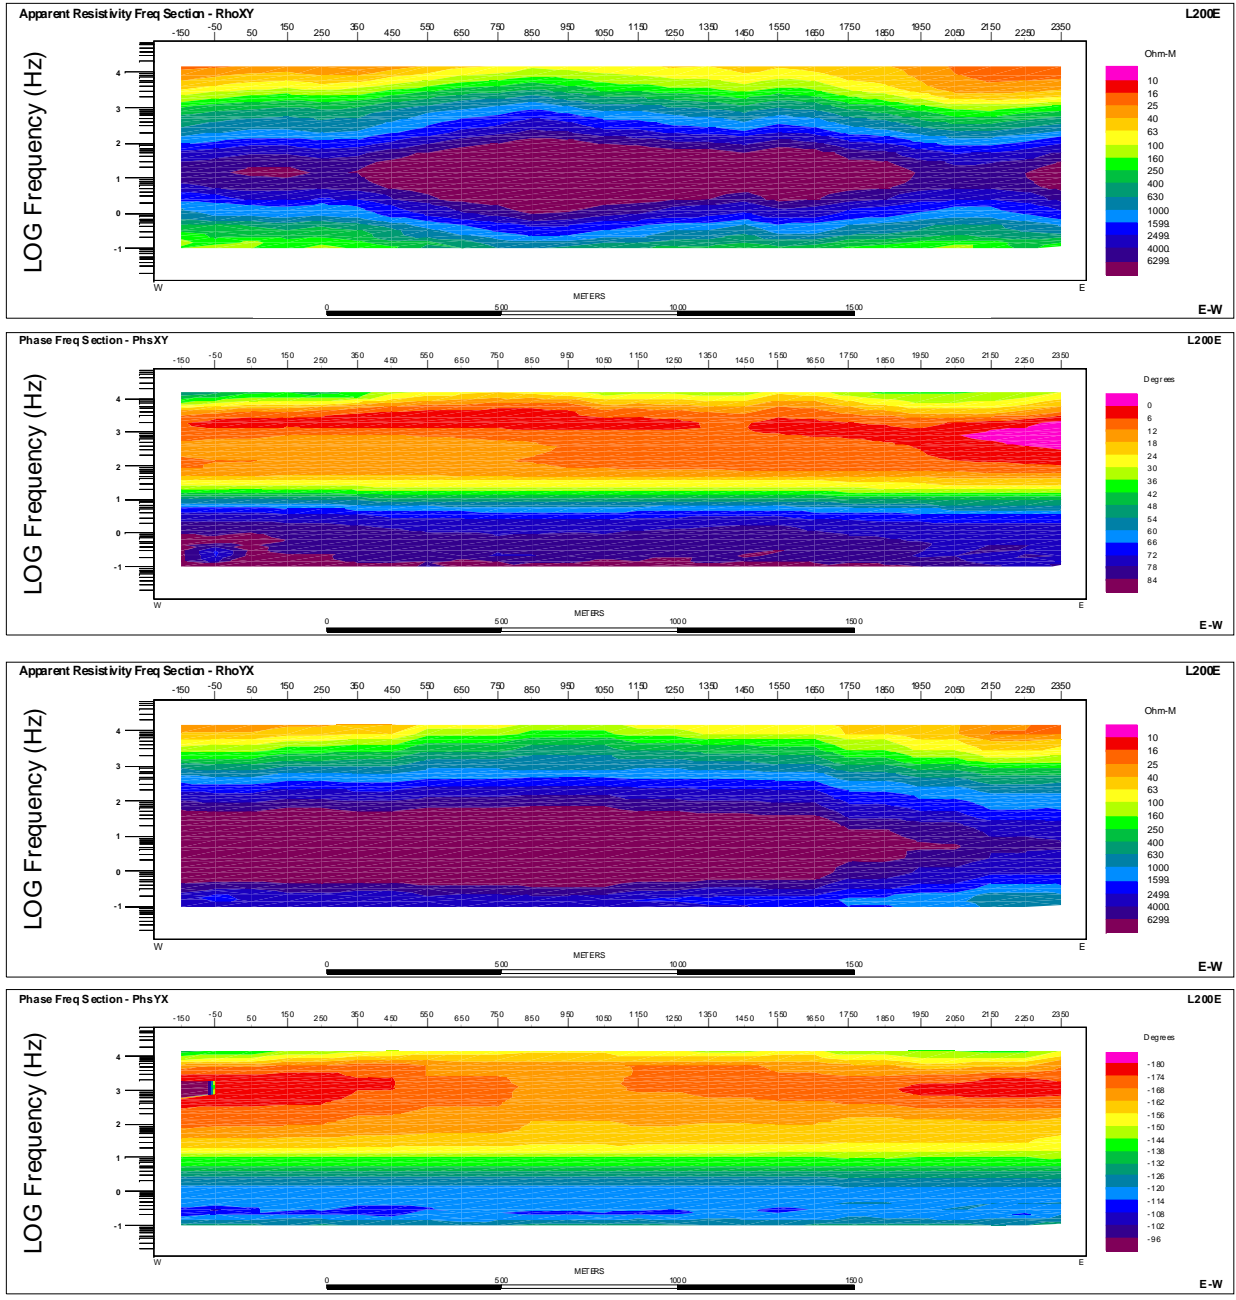 Apparent Resistivity Freq Section - RhoXY L200E
-150 -50 50 150 250 350 450 550 650 750 850 950 1050 1150 1250 1350 1450 1550 1650 1750 1850 1950 2050 2150 2250 2350
LOG Frequency (Hz)
4
3
2
1
0
-1
Ohm-M
10
16
25
40
63
100
160
250
400
630
1000
1599
2499
4000
6299
W E
METERS
0 500 1000 1500
E-W
Phase Freq Section - PhsXY L200E
-150 -50 50 150 250 350 450 550 650 750 850 950 1050 1150 1250 1350 1450 1550 1650 1750 1850 1950 2050 2150 2250 2350
LOG Frequency (Hz)
4
3
2
1
0
-1
Degrees
0
6
12
18
24
30
36
42
48
54
60
66
72
78
84
W E
METERS
0 500 1000 1500
E-W
Apparent Resistivity Freq Section - RhoYX L200E
-150 -50 50 150 250 350 450 550 650 750 850 950 1050 1150 1250 1350 1450 1550 1650 1750 1850 1950 2050 2150 2250 2350
LOG Frequency (Hz)
4
3
2
1
0
-1
Ohm-M
10
16
25
40
63
100
160
250
400
630
1000
1599
2499
4000
6299
W E
METERS
0 500 1000 1500
E-W
Phase Freq Section - PhsYX L200E
-150 -50 50 150 250 350 450 550 650 750 850 950 1050 1150 1250 1350 1450 1550 1650 1750 1850 1950 2050 2150 2250 2350
LOG Frequency (Hz)
4
3
2
1
0
-1
Degrees
-180
-174
-168
-162
-156
-150
-144
-138
-132
-126
-120
-114
-108
-102
-96
W E
METERS
0 500 1000 1500
E-W